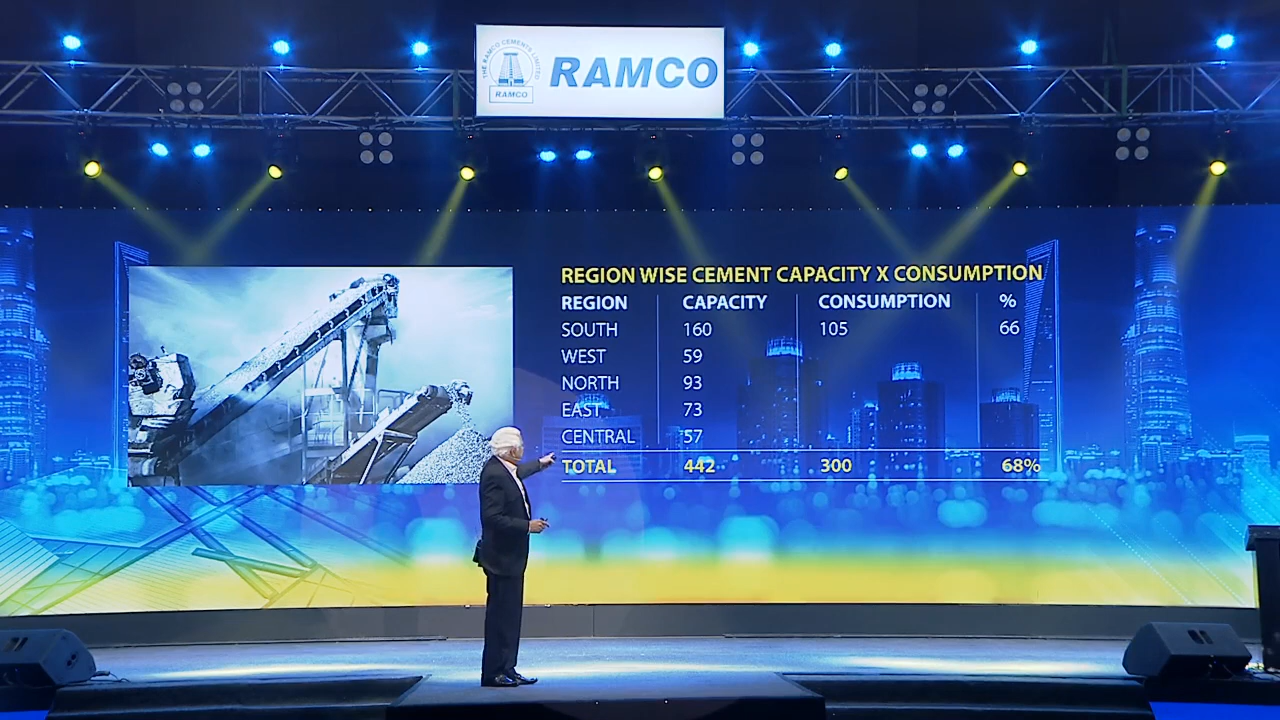 THE RAMCO CEMENTS LIMITED
RAMCO
RAMCO
REGION WISE CEMENT CAPACITY X CONSUMPTION
REGION CAPACITY CONSUMPTION %
SOUTH 160 105 66
WEST 59
NORTH 93
EAST 73
CENTRAL 57
TOTAL 442 300 68%